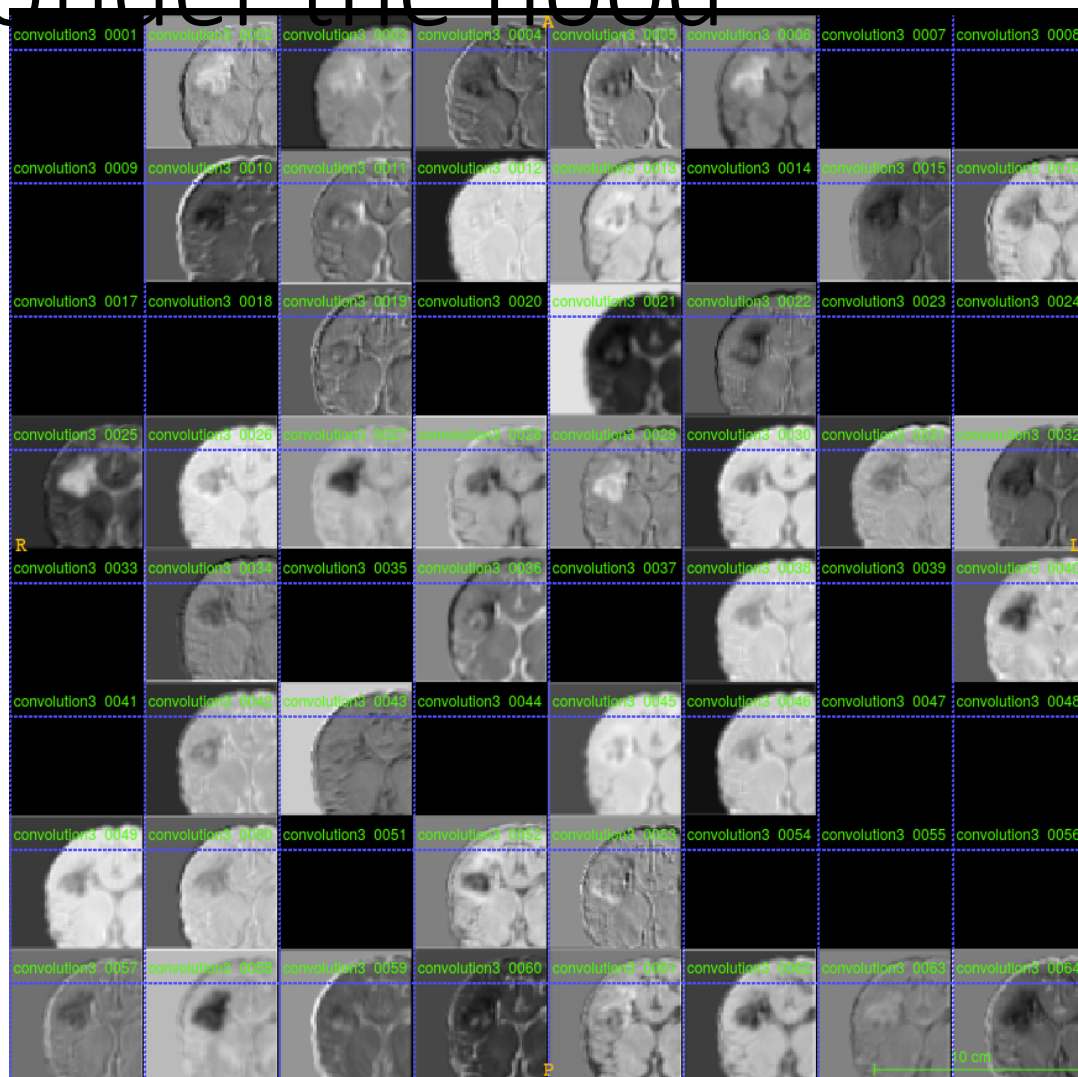 Under the hood
A
convolution3 0001 convolution3 0002 convolution3 0003 convolution3 0004 convolution3 0005 convolution3 0006 convolution3 0007 convolution3 0008
convolution3 0009 convolution3 0010 convolution3 0011 convolution3 0012 convolution3 0013 convolution3 0014 convolution3 0015 convolution3 0016
convolution3 0017 convolution3 0018 convolution3 0019 convolution3 0020 convolution3 0021 convolution3 0022 convolution3 0023 convolution3 0024
convolution3 0025 convolution3 0026 convolution3 0027 convolution3 0028 convolution3 0029 convolution3 0030 convolution3 0031 convolution3 0032
R L
convolution3 0033 convolution3 0034 convolution3 0035 convolution3 0036 convolution3 0037 convolution3 0038 convolution3 0039 convolution3 0040
convolution3 0041 convolution3 0042 convolution3 0043 convolution3 0044 convolution3 0045 convolution3 0046 convolution3 0047 convolution3 0048
convolution3 0049 convolution3 0050 convolution3 0051 convolution3 0052 convolution3 0053 convolution3 0054 convolution3 0055 convolution3 0056
convolution3 0057 convolution3 0058 convolution3 0059 convolution3 0060 convolution3 0061 convolution3 0062 convolution3 0063 convolution3 0064
10 cm
P